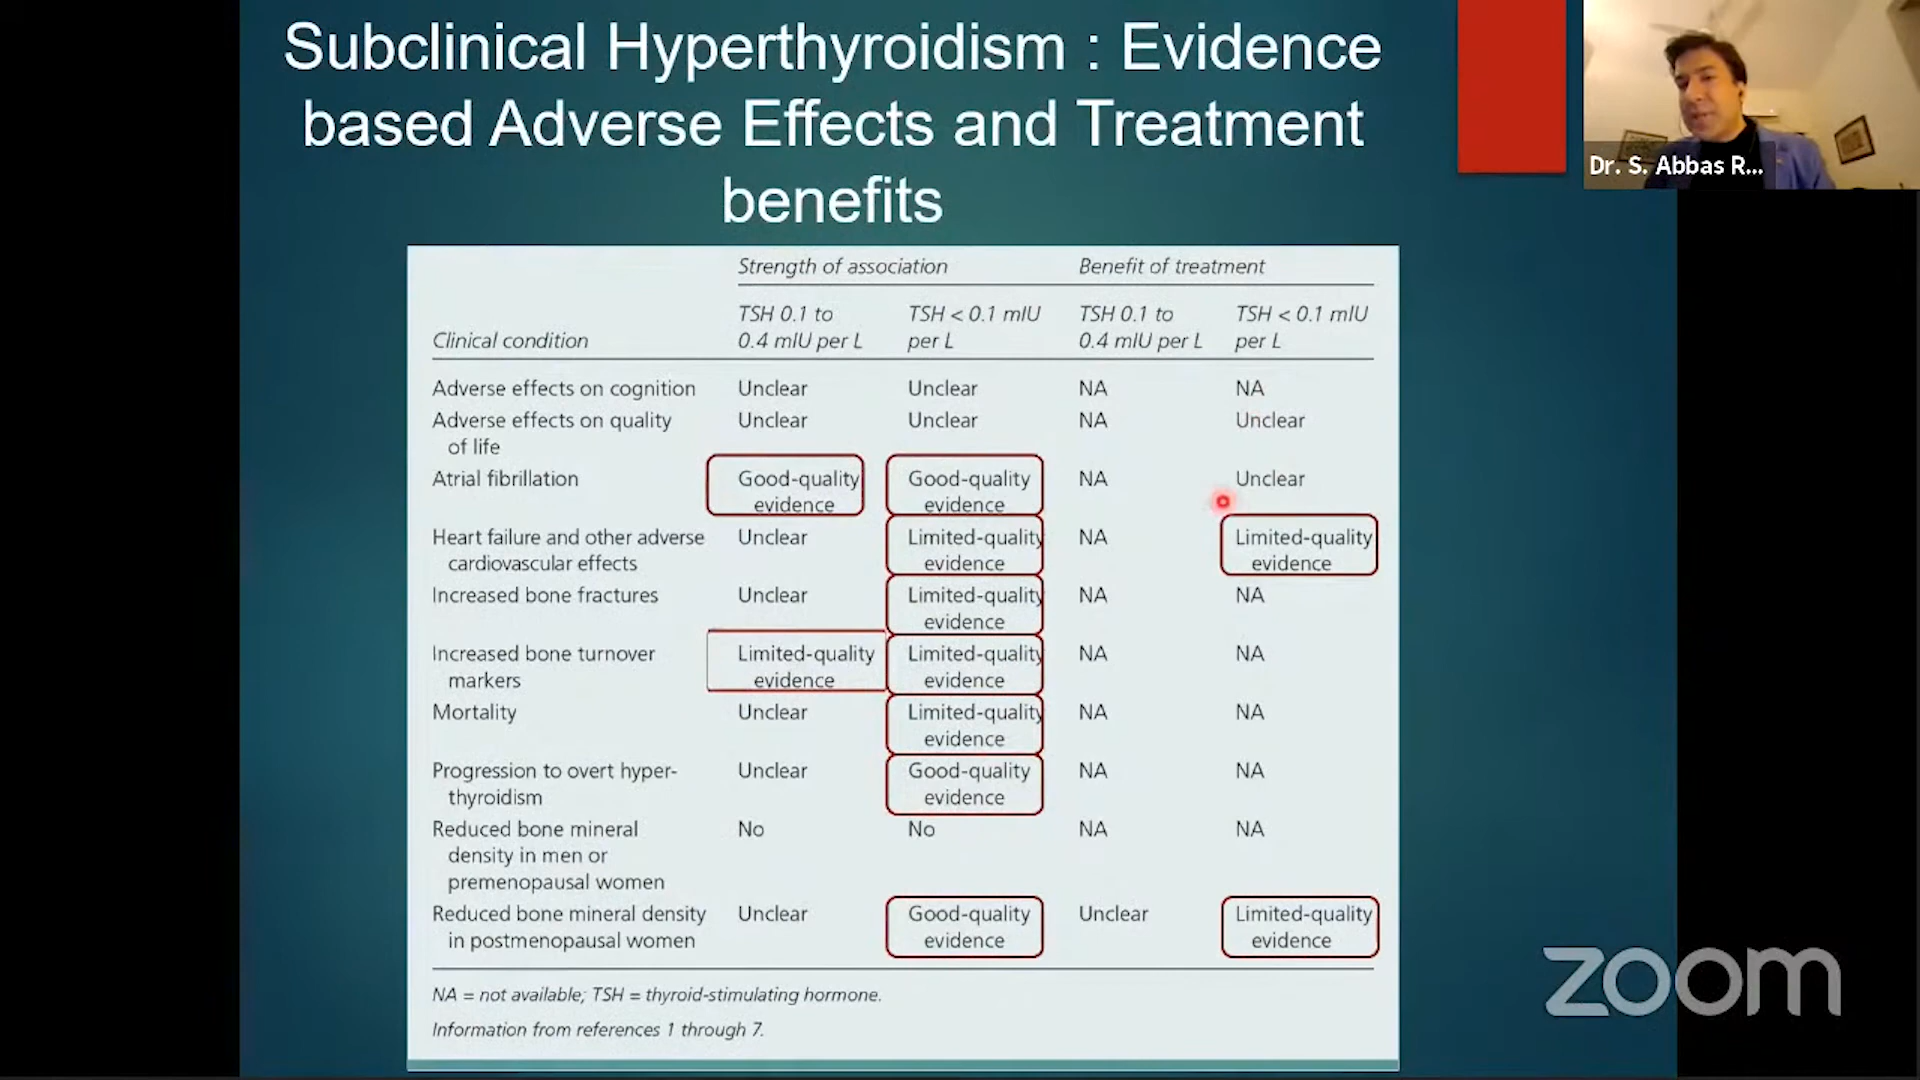 Subclinical Hyperthyroidism : Evidence
based Adverse Effects and Treatment
benefits
Dr. S. Abbas R...
Strength of association Benefit of treatment
Clinical condition TSH 0.1 to 0.4 mIU per L TSH < 0.1 mIU per L TSH 0.1 to 0.4 mIU per L TSH < 0.1 mIU per L
Adverse effects on cognition Unclear Unclear NA NA
Adverse effects on quality of life Unclear Unclear NA Unclear
Atrial fibrillation Good-quality evidence Good-quality evidence NA Unclear
Heart failure and other adverse cardiovascular effects Unclear Limited-quality evidence NA Limited-quality evidence
Increased bone fractures Unclear Limited-quality evidence NA NA
Increased bone turnover markers Limited-quality evidence Limited-quality evidence NA NA
Mortality Unclear Limited-quality evidence NA NA
Progression to overt hyper-thyroidism Unclear Good-quality evidence NA NA
Reduced bone mineral density in men or premenopausal women No No NA NA
Reduced bone mineral density in postmenopausal women Unclear Good-quality evidence Unclear Limited-quality evidence
NA = not available; TSH = thyroid-stimulating hormone.
Information from references 1 through 7.
zoom